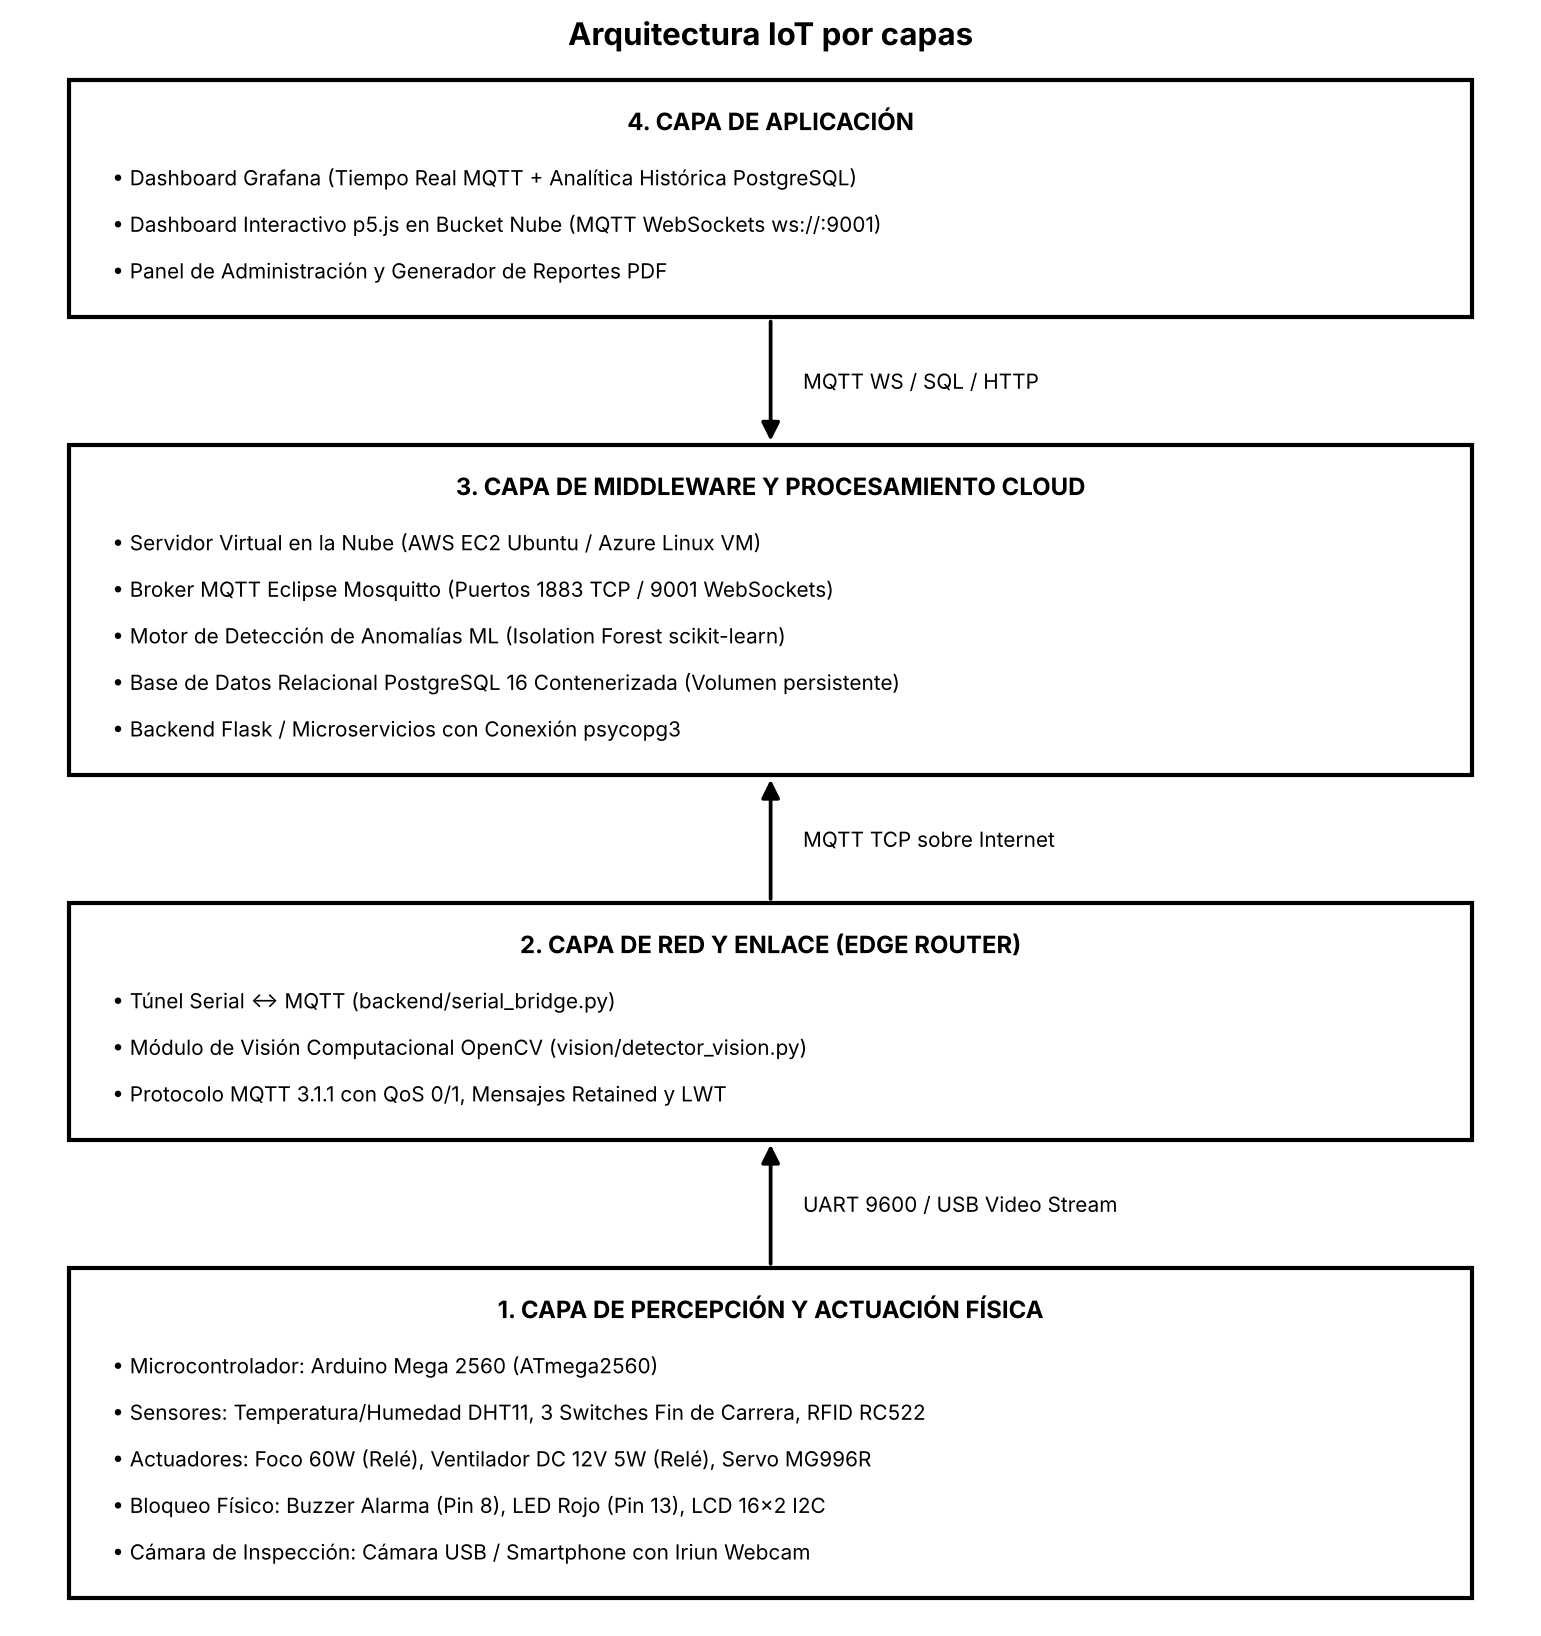 Arquitectura IoT por capas
4. CAPA DE APLICACIÓN
• Dashboard Grafana (Tiempo Real MQTT + Analítica Histórica PostgreSQL)
• Dashboard Interactivo p5.js en Bucket Nube (MQTT WebSockets ws://:9001)
• Panel de Administración y Generador de Reportes PDF
MQTT WS / SQL / HTTP
3. CAPA DE MIDDLEWARE Y PROCESAMIENTO CLOUD
• Servidor Virtual en la Nube (AWS EC2 Ubuntu / Azure Linux VM)
• Broker MQTT Eclipse Mosquitto (Puertos 1883 TCP / 9001 WebSockets)
• Motor de Detección de Anomalías ML (Isolation Forest scikit-learn)
• Base de Datos Relacional PostgreSQL 16 Contenerizada (Volumen persistente)
• Backend Flask / Microservicios con Conexión psycopg3
MQTT TCP sobre Internet
2. CAPA DE RED Y ENLACE (EDGE ROUTER)
• Túnel Serial ↔ MQTT (backend/serial_bridge.py)
• Módulo de Visión Computacional OpenCV (vision/detector_vision.py)
• Protocolo MQTT 3.1.1 con QoS 0/1, Mensajes Retained y LWT
UART 9600 / USB Video Stream
1. CAPA DE PERCEPCIÓN Y ACTUACIÓN FÍSICA
• Microcontrolador: Arduino Mega 2560 (ATmega2560)
• Sensores: Temperatura/Humedad DHT11, 3 Switches Fin de Carrera, RFID RC522
• Actuadores: Foco 60W (Relé), Ventilador DC 12V 5W (Relé), Servo MG996R
• Bloqueo Físico: Buzzer Alarma (Pin 8), LED Rojo (Pin 13), LCD 16×2 I2C
• Cámara de Inspección: Cámara USB / Smartphone con Iriun Webcam